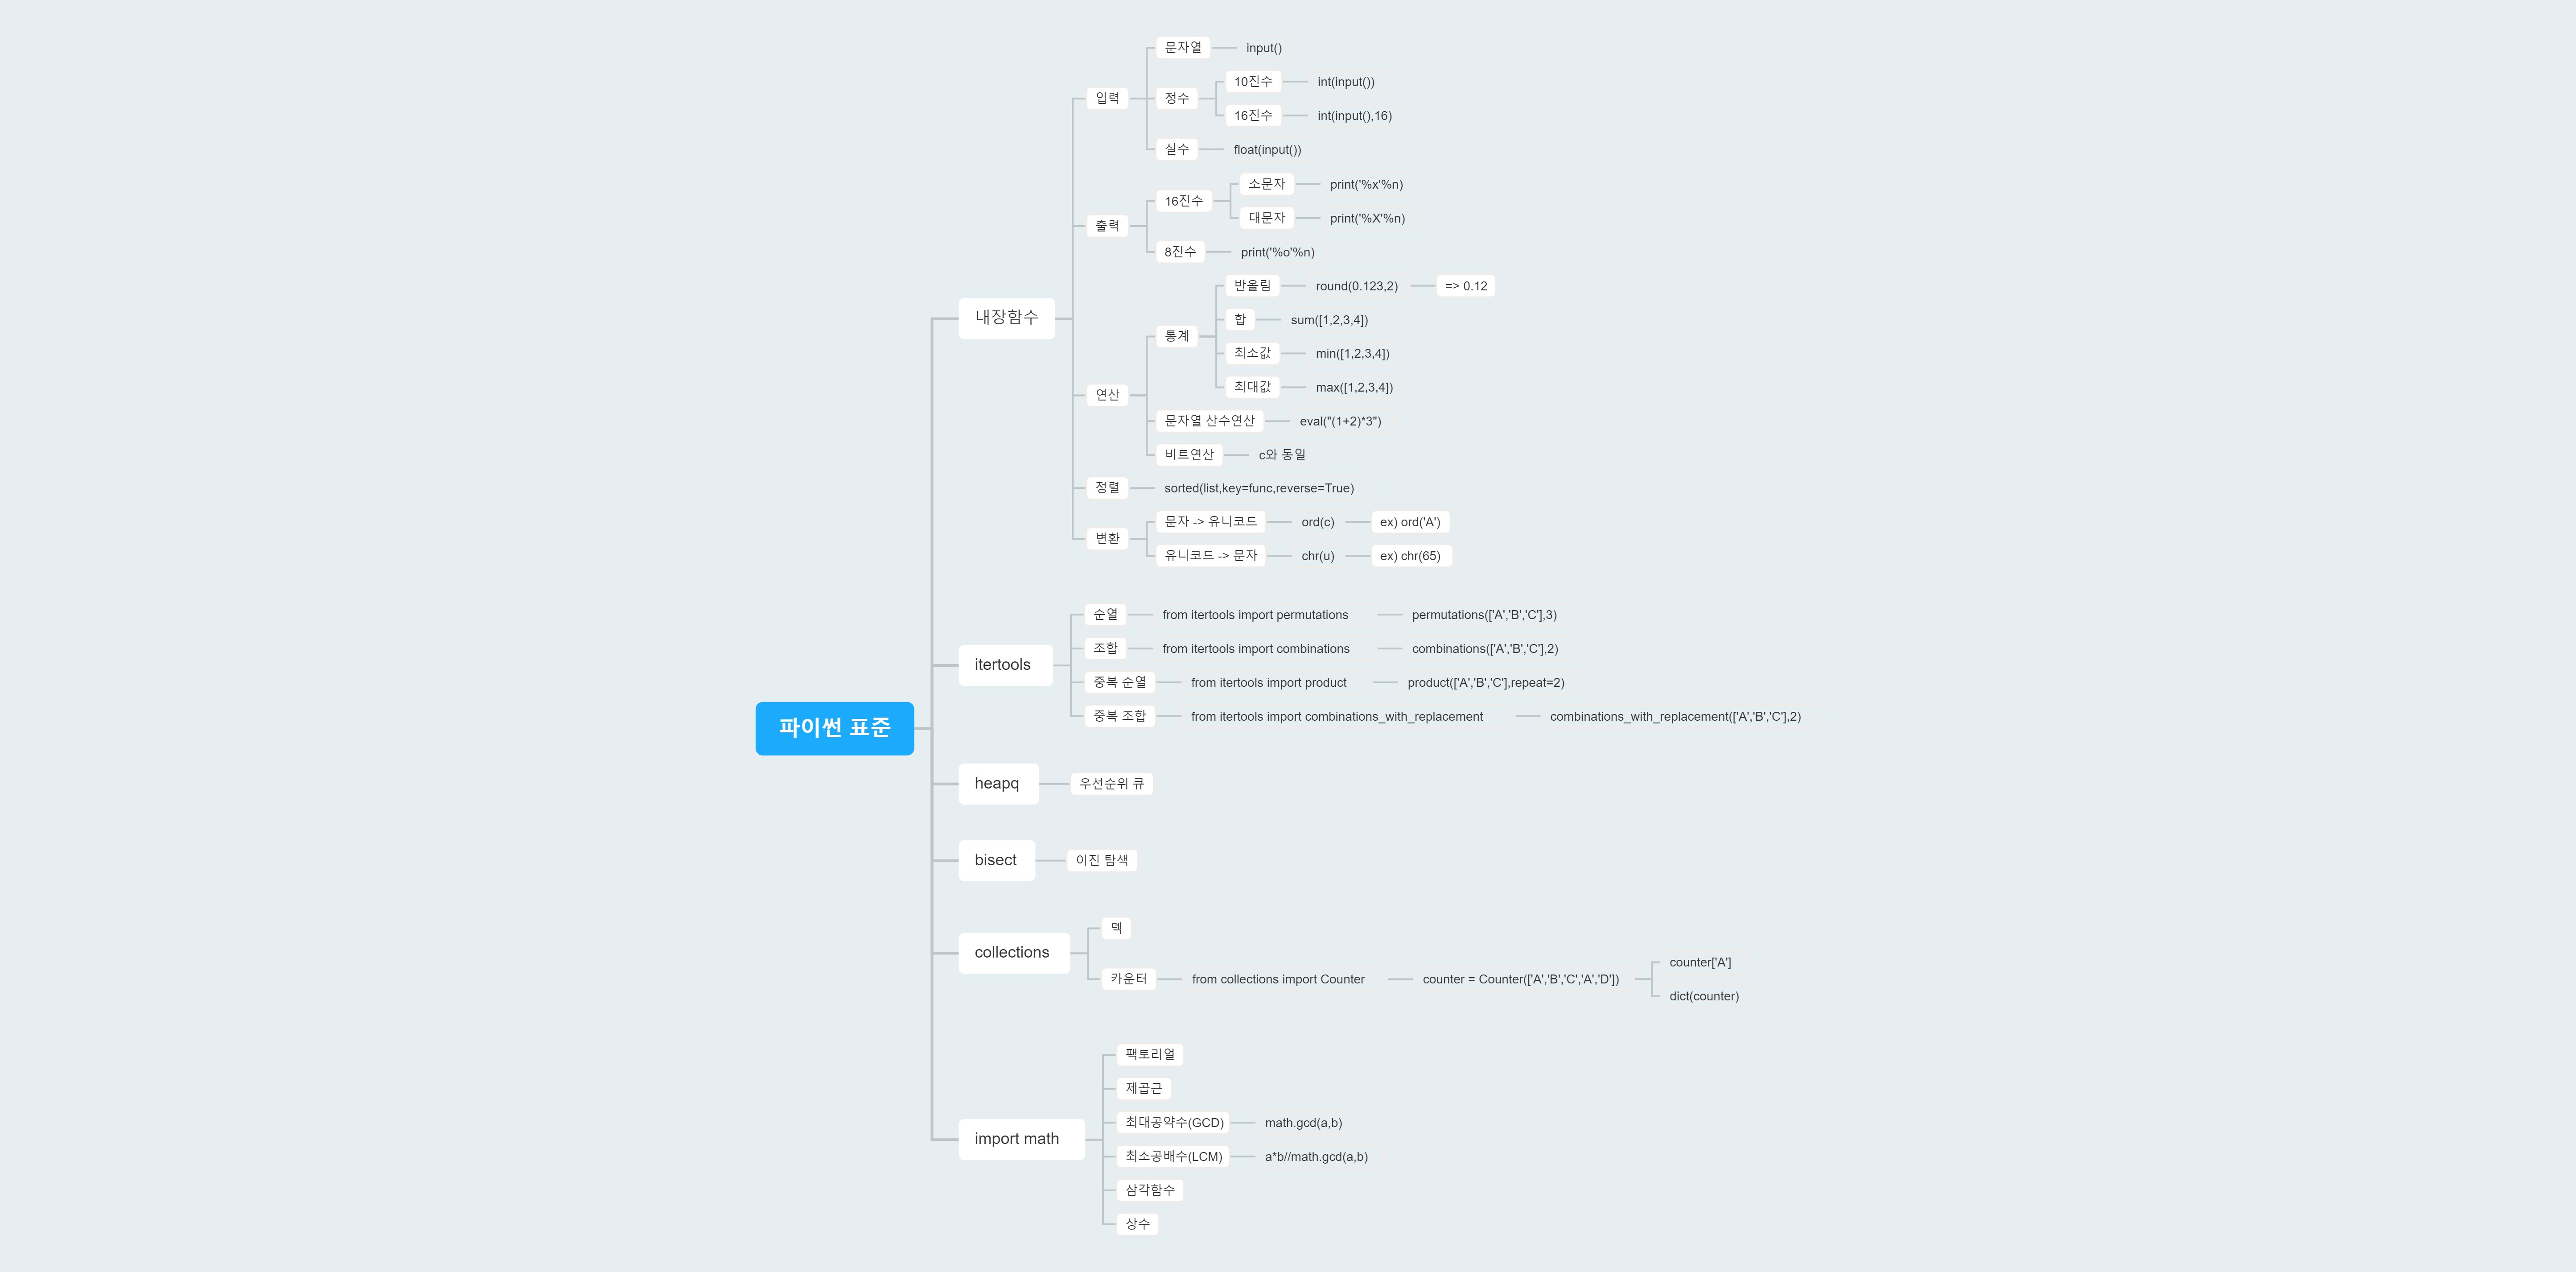 파이썬 표준
내장함수
입력
문자열
input()
정수
10진수
int(input())
16진수
int(input(),16)
실수
float(input())
출력
16진수
소문자
print('%x'%n)
대문자
print('%X'%n)
8진수
print('%o'%n)
연산
통계
반올림
round(0.123,2)
=> 0.12
합
sum([1,2,3,4])
최소값
min([1,2,3,4])
최대값
max([1,2,3,4])
문자열 산수연산
eval("(1+2)*3")
비트연산
c와 동일
정렬
sorted(list,key=func,reverse=True)
변환
문자 -> 유니코드
ord(c)
ex) ord('A')
유니코드 -> 문자
chr(u)
ex) chr(65)
itertools
순열
from itertools import permutations
permutations(['A','B','C'],3)
조합
from itertools import combinations
combinations(['A','B','C'],2)
중복 순열
from itertools import product
product(['A','B','C'],repeat=2)
중복 조합
from itertools import combinations_with_replacement
combinations_with_replacement(['A','B','C'],2)
heapq
우선순위 큐
bisect
이진 탐색
collections
덱
카운터
from collections import Counter
counter = Counter(['A','B','C','A','D'])
counter['A']
dict(counter)
import math
팩토리얼
제곱근
최대공약수(GCD)
math.gcd(a,b)
최소공배수(LCM)
a*b//math.gcd(a,b)
삼각함수
상수